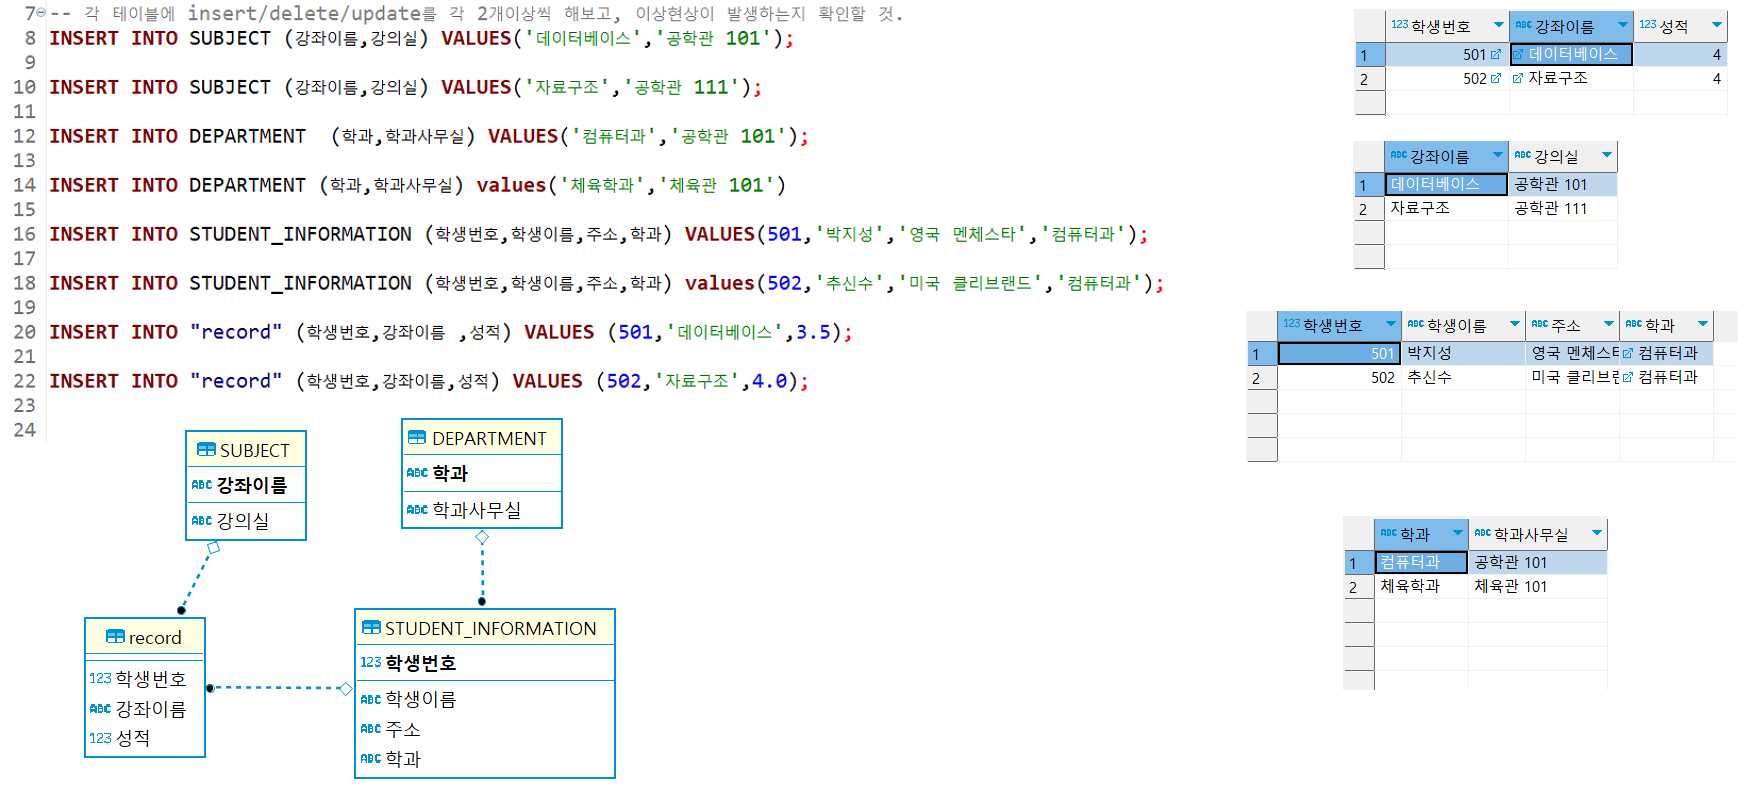 7 -- 각 테이블에 insert/delete/update를 각 2개이상씩 해보고, 이상현상이 발생하는지 확인할 것.
8 INSERT INTO SUBJECT (강좌이름,강의실) VALUES('데이터베이스','공학관 101');
9
10 INSERT INTO SUBJECT (강좌이름,강의실) VALUES('자료구조','공학관 111');
11
12 INSERT INTO DEPARTMENT  (학과,학과사무실) VALUES('컴퓨터과','공학관 101');
13
14 INSERT INTO DEPARTMENT (학과,학과사무실) values('체육학과','체육관 101')
15
16 INSERT INTO STUDENT_INFORMATION (학생번호,학생이름,주소,학과) VALUES(501,'박지성','영국 멘체스타','컴퓨터과');
17
18 INSERT INTO STUDENT_INFORMATION (학생번호,학생이름,주소,학과) values(502,'추신수','미국 클리브랜드','컴퓨터과');
19
20 INSERT INTO "record" (학생번호,강좌이름 ,성적) VALUES (501,'데이터베이스',3.5);
21
22 INSERT INTO "record" (학생번호,강좌이름,성적) VALUES (502,'자료구조',4.0);
23
24
SUBJECT
ABC 강좌이름
ABC 강의실
DEPARTMENT
ABC 학과
ABC 학과사무실
record
123 학생번호
ABC 강좌이름
123 성적
STUDENT_INFORMATION
123 학생번호
ABC 학생이름
ABC 주소
ABC 학과
123 학생번호 ABC 강좌이름 123 성적
1 501 데이터베이스 4
2 502 자료구조 4
ABC 강좌이름 ABC 강의실
1 데이터베이스 공학관 101
2 자료구조 공학관 111
123 학생번호 ABC 학생이름 ABC 주소 ABC 학과
1 501 박지성 영국 멘체스티 컴퓨터과
2 502 추신수 미국 클리브런 컴퓨터과
ABC 학과 ABC 학과사무실
1 컴퓨터과 공학관 101
2 체육학과 체육관 101